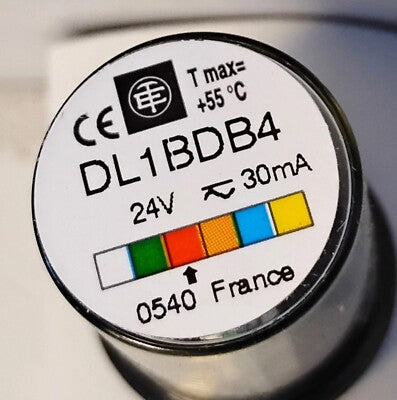 CE T max=
+55 °C
DL1BDB4
24V ⎓ 30mA
0540 France